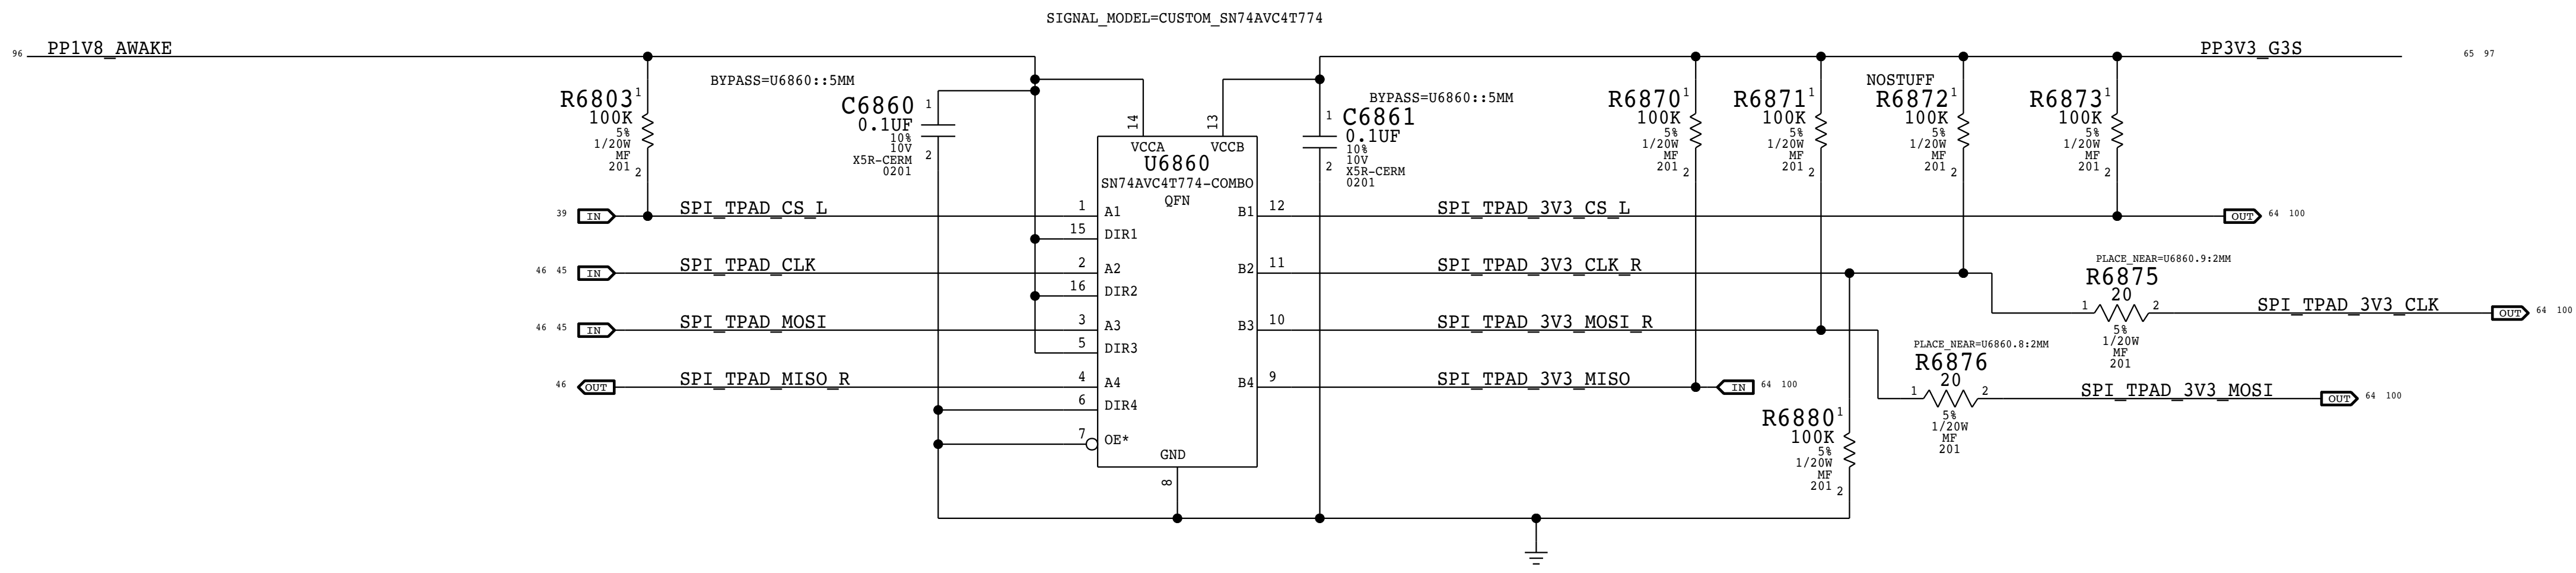 SIGNAL_MODEL=CUSTOM_SN74AVC4T774
96 PP1V8_AWAKE
PP3V3_G3S 65 97
BYPASS=U6860::5MM
R6803 1
100K
5%
1/20W
MF
201 2
C6860 1
0.1UF
10%
10V 2
X5R-CERM
0201
BYPASS=U6860::5MM
1 C6861
0.1UF
10%
10V
2 X5R-CERM
0201
R6870 1
100K
5%
1/20W
MF
201 2
R6871 1
100K
5%
1/20W
MF
201 2
NOSTUFF
R6872 1
100K
5%
1/20W
MF
201 2
R6873 1
100K
5%
1/20W
MF
201 2
14 13
VCCA VCCB
U6860
SN74AVC4T774-COMBO
QFN
39 IN SPI_TPAD_CS_L 1 A1
B1 12 SPI_TPAD_3V3_CS_L OUT 64 100
15 DIR1
46 45 IN SPI_TPAD_CLK 2 A2
B2 11 SPI_TPAD_3V3_CLK_R
16 DIR2
46 45 IN SPI_TPAD_MOSI 3 A3
B3 10 SPI_TPAD_3V3_MOSI_R
5 DIR3
46 OUT SPI_TPAD_MISO_R 4 A4
B4 9 SPI_TPAD_3V3_MISO IN 64 100
6 DIR4
7 OE*
GND
8
PLACE_NEAR=U6860.9:2MM
R6875
20
1 2 SPI_TPAD_3V3_CLK OUT 64 100
5%
1/20W
MF
201
PLACE_NEAR=U6860.8:2MM
R6876
20
1 2 SPI_TPAD_3V3_MOSI OUT 64 100
5%
1/20W
MF
201
R6880 1
100K
5%
1/20W
MF
201 2